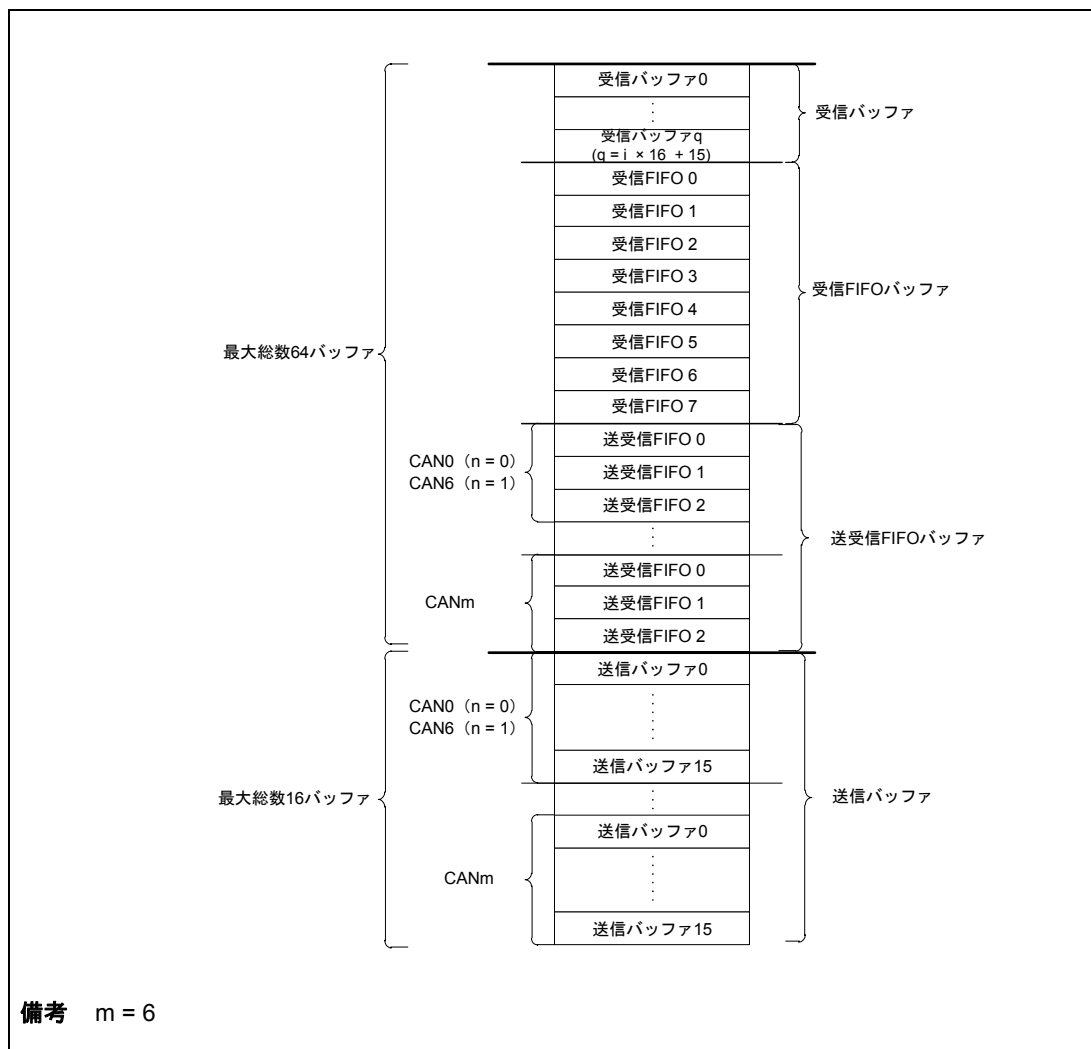 受信バッファ0
受信バッファq
(q = i × 16 + 15)
受信バッファ
受信FIFO 0
受信FIFO 1
受信FIFO 2
受信FIFO 3
受信FIFO 4
受信FIFO 5
受信FIFO 6
受信FIFO 7
受信FIFOバッファ
最大総数64バッファ
CAN0（n = 0）
CAN6（n = 1）
送受信FIFO 0
送受信FIFO 1
送受信FIFO 2
送受信FIFOバッファ
CANm
送受信FIFO 0
送受信FIFO 1
送受信FIFO 2
CAN0（n = 0）
CAN6（n = 1）
送信バッファ0
送信バッファ15
最大総数16バッファ
送信バッファ
CANm
送信バッファ0
送信バッファ15
備考 m = 6